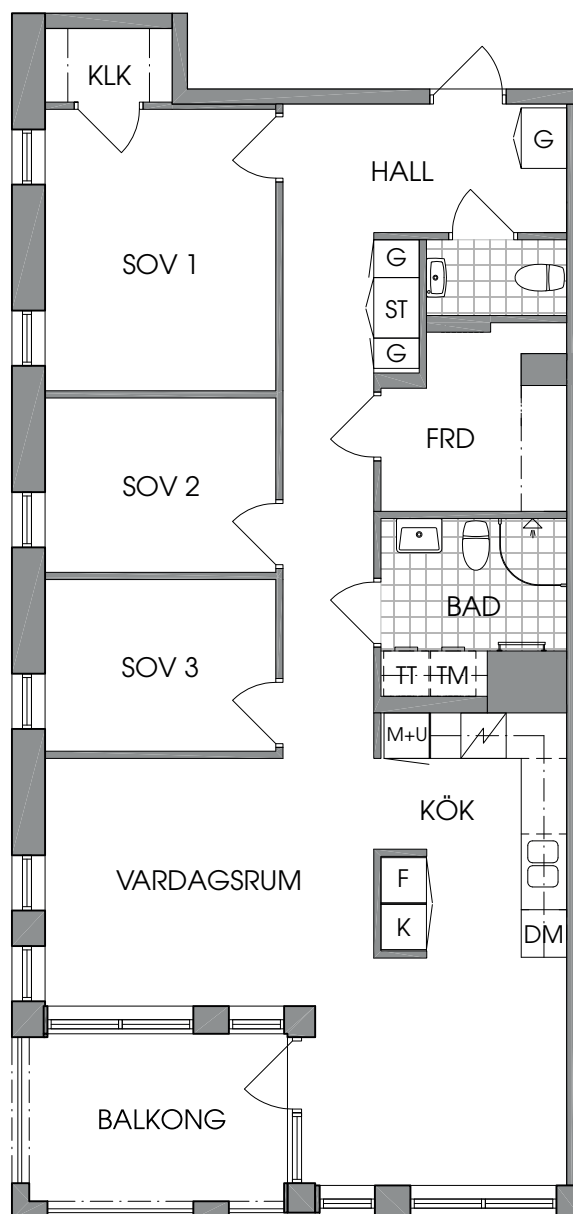 KLK
G
HALL
SOV 1
G
ST
G
FRD
SOV 2
BAD
SOV 3
TT
TM
M+U
KÖK
VARDAGSRUM
F
K
DM
BALKONG